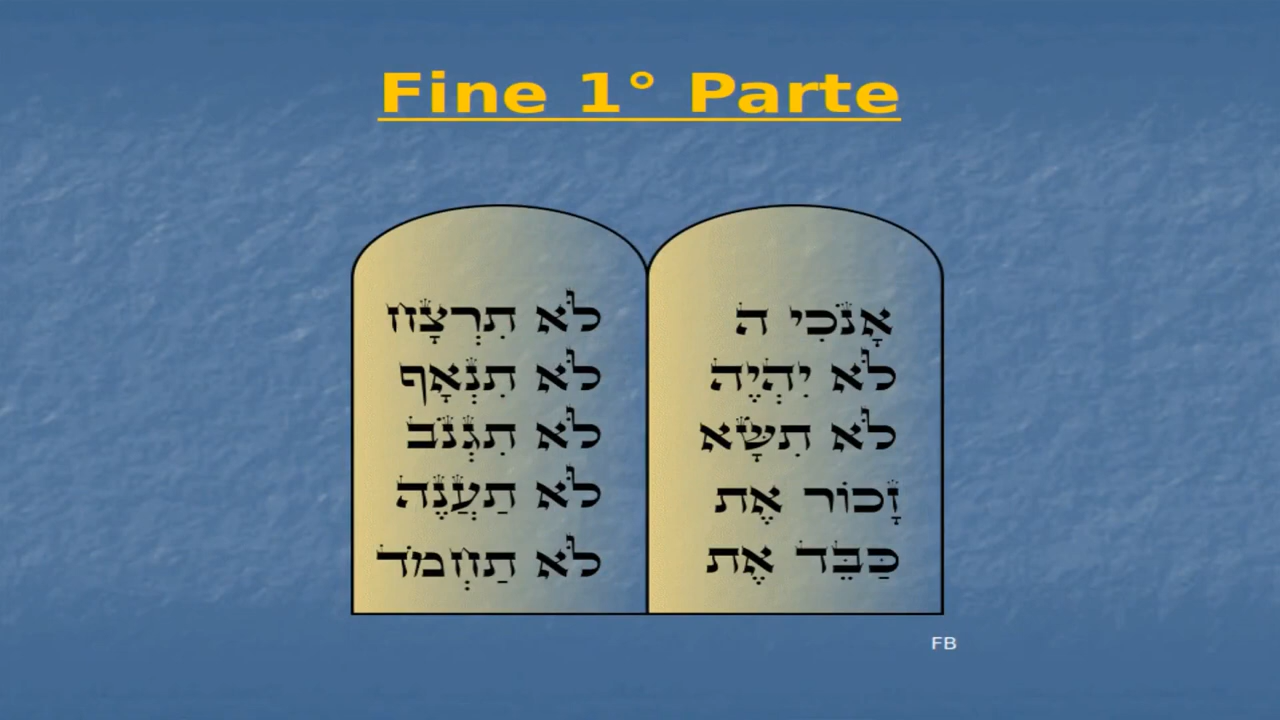 Fine 1° Parte
אָנֹכִי ה
לֹא יִהְיֶה
לֹא תִשָּׂא
זָכוֹר אֶת
כַּבֵּד אֶת
לֹא תִרְצָח
לֹא תִנְאָף
לֹא תִגְנֹב
לֹא תַעֲנֶה
לֹא תַחְמֹד
FB